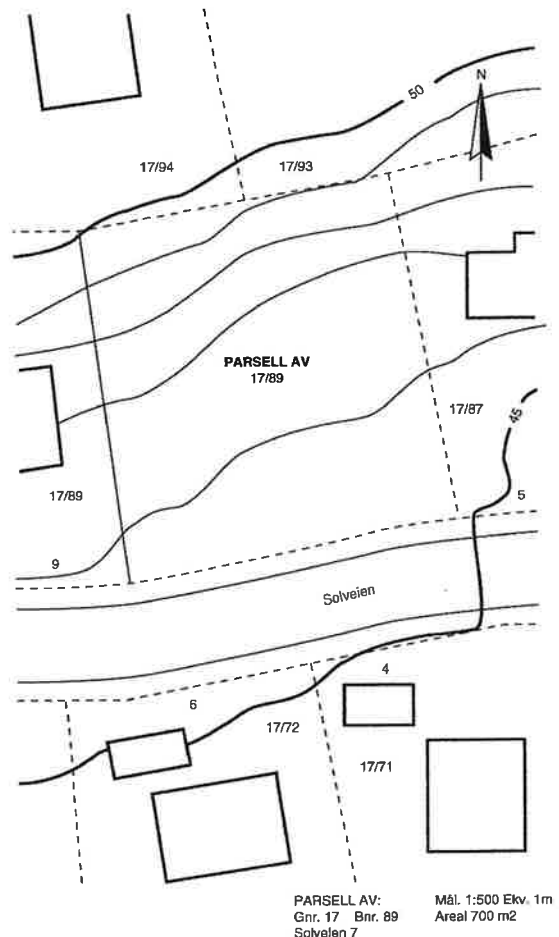 50
N
17/94
17/93
PARSELL AV
17/89
17/87
45
17/89
5
9
Solveien
4
6
17/72
17/71
PARSELL AV: Mål. 1:500 Ekv. 1m
Gnr. 17 Bnr. 89 Areal 700 m2
Solveien 7